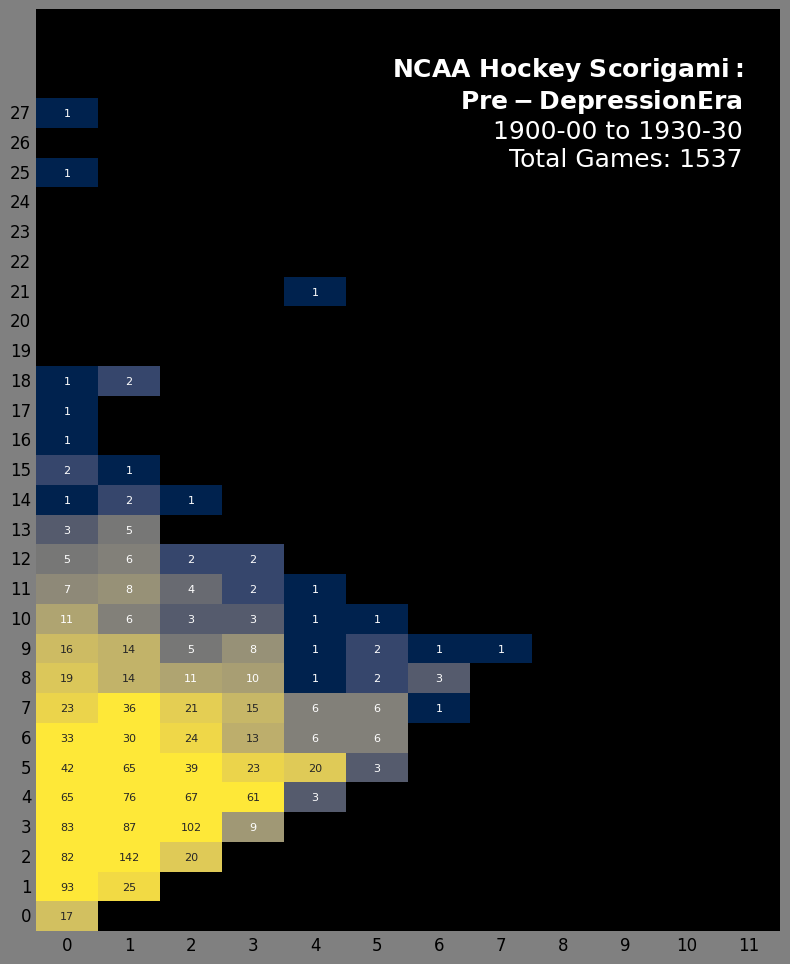 NCAA Hockey Scorigami :
Pre − DepressionEra
1900-00 to 1930-30
Total Games: 1537
27 1
26
25 1
24
23
22
21 1
20
19
18 1 2
17 1
16 1
15 2 1
14 1 2 1
13 3 5
12 5 6 2 2
11 7 8 4 2 1
10 11 6 3 3 1 1
9 16 14 5 8 1 2 1 1
8 19 14 11 10 1 2 3
7 23 36 21 15 6 6 1
6 33 30 24 13 6 6
5 42 65 39 23 20 3
4 65 76 67 61 3
3 83 87 102 9
2 82 142 20
1 93 25
0 17
0 1 2 3 4 5 6 7 8 9 10 11